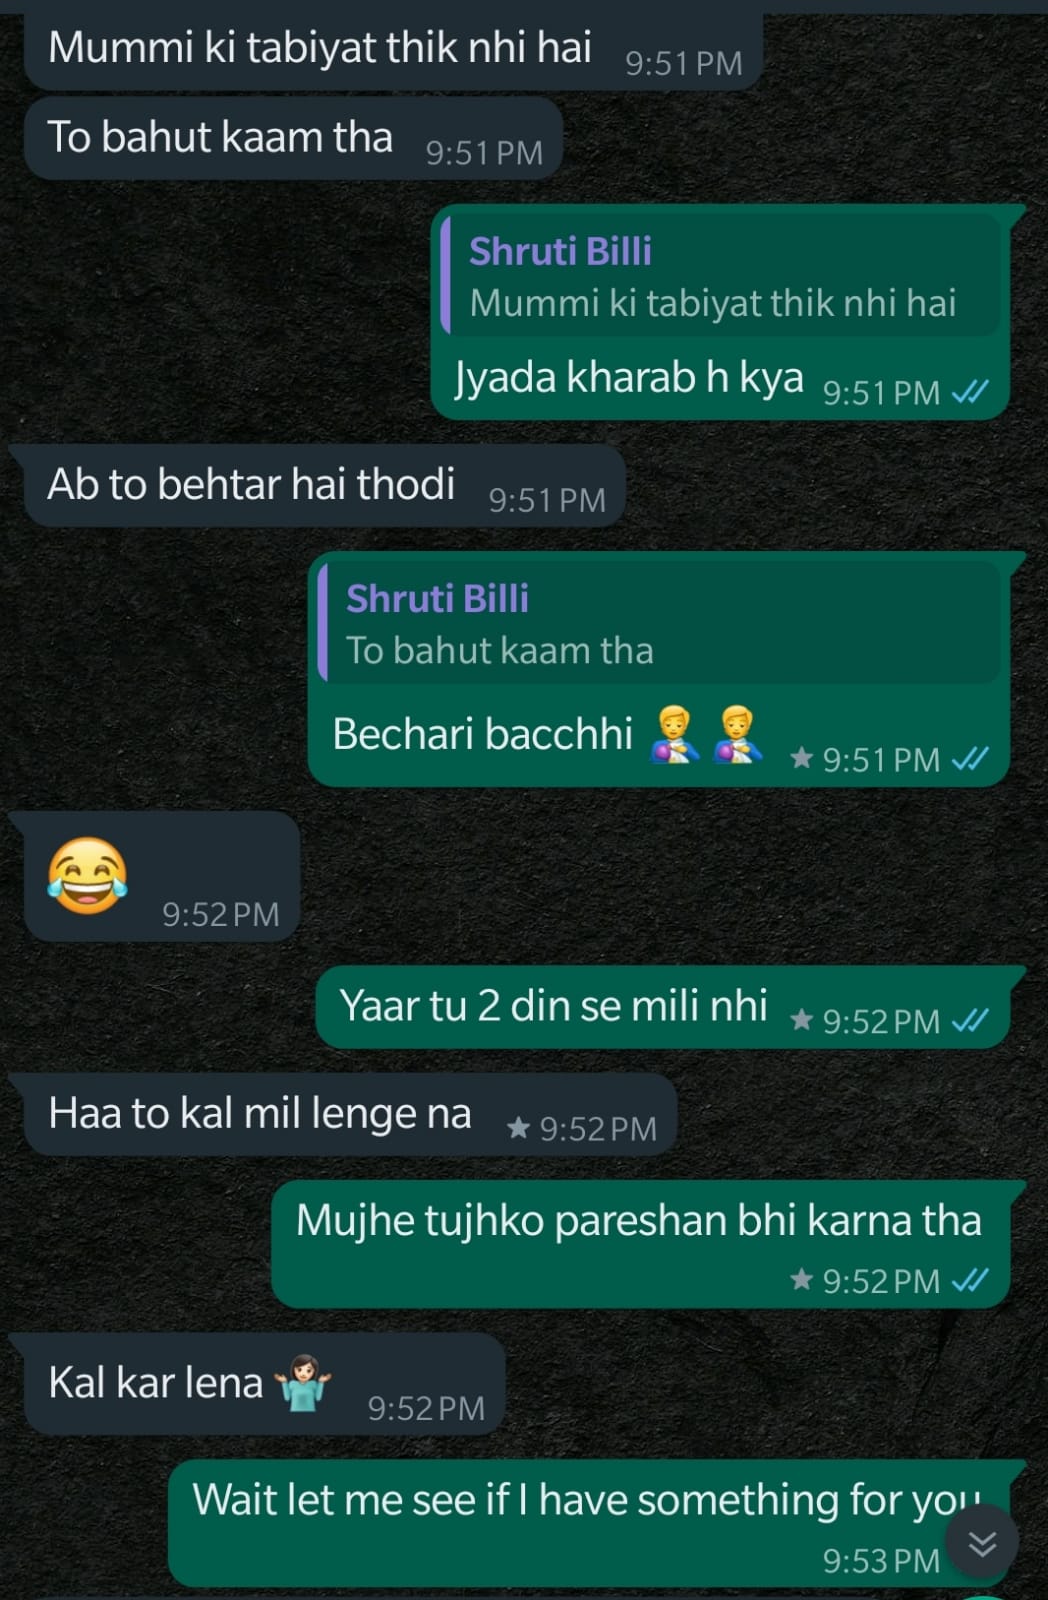 Mummi ki tabiyat thik nhi hai 9:51 PM
To bahut kaam tha 9:51 PM
Shruti Billi
Mummi ki tabiyat thik nhi hai
Jyada kharab h kya 9:51 PM
Ab to behtar hai thodi 9:51 PM
Shruti Billi
To bahut kaam tha
Bechari bacchhi 🤱 🤱 9:51 PM
😂 9:52 PM
Yaar tu 2 din se mili nhi 9:52 PM
Haa to kal mil lenge na 9:52 PM
Mujhe tujhko pareshan bhi karna tha
9:52 PM
Kal kar lena 🤷🏻‍♀️ 9:52 PM
Wait let me see if I have something for you
9:53 PM